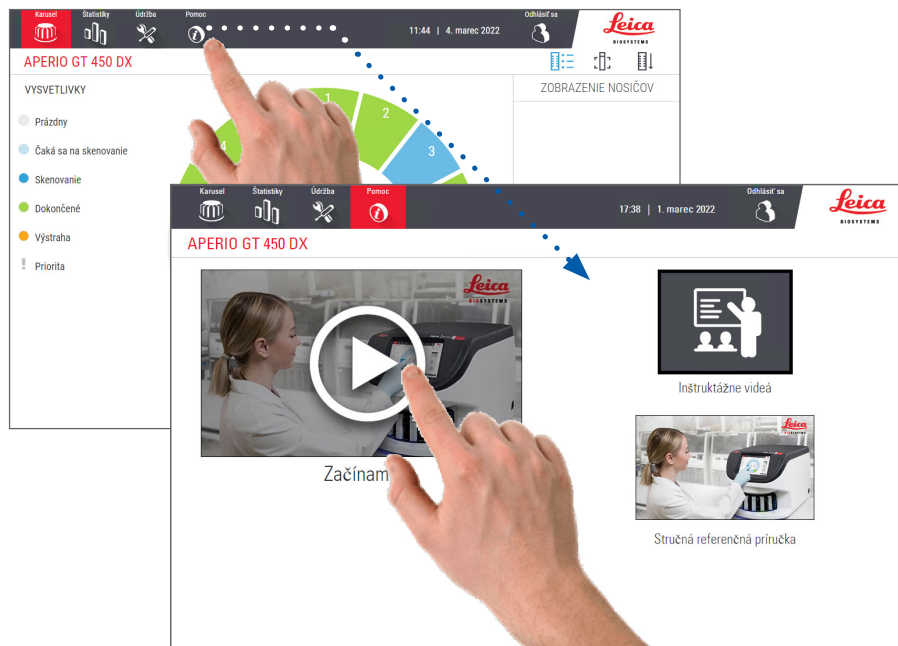 Karusel
Štatistiky
Údržba
Pomoc
11:44 | 4. marec 2022
Odhlásiť sa
Leica
BIOSYSTEMS
APERIO GT 450 DX
VYSVETLIVKY
Prázdny
Čaká sa na skenovanie
Skenovanie
Dokončené
Výstraha
Priorita
1
2
3
4
ZOBRAZENIE NOSIČOV
Karusel
Štatistiky
Údržba
Pomoc
17:38 | 1. marec 2022
Odhlásiť sa
Leica
BIOSYSTEMS
APERIO GT 450 DX
Leica
BIOSYSTEMS
Začínam
Inštruktážne videá
Leica
BIOSYSTEMS
Stručná referenčná príručka